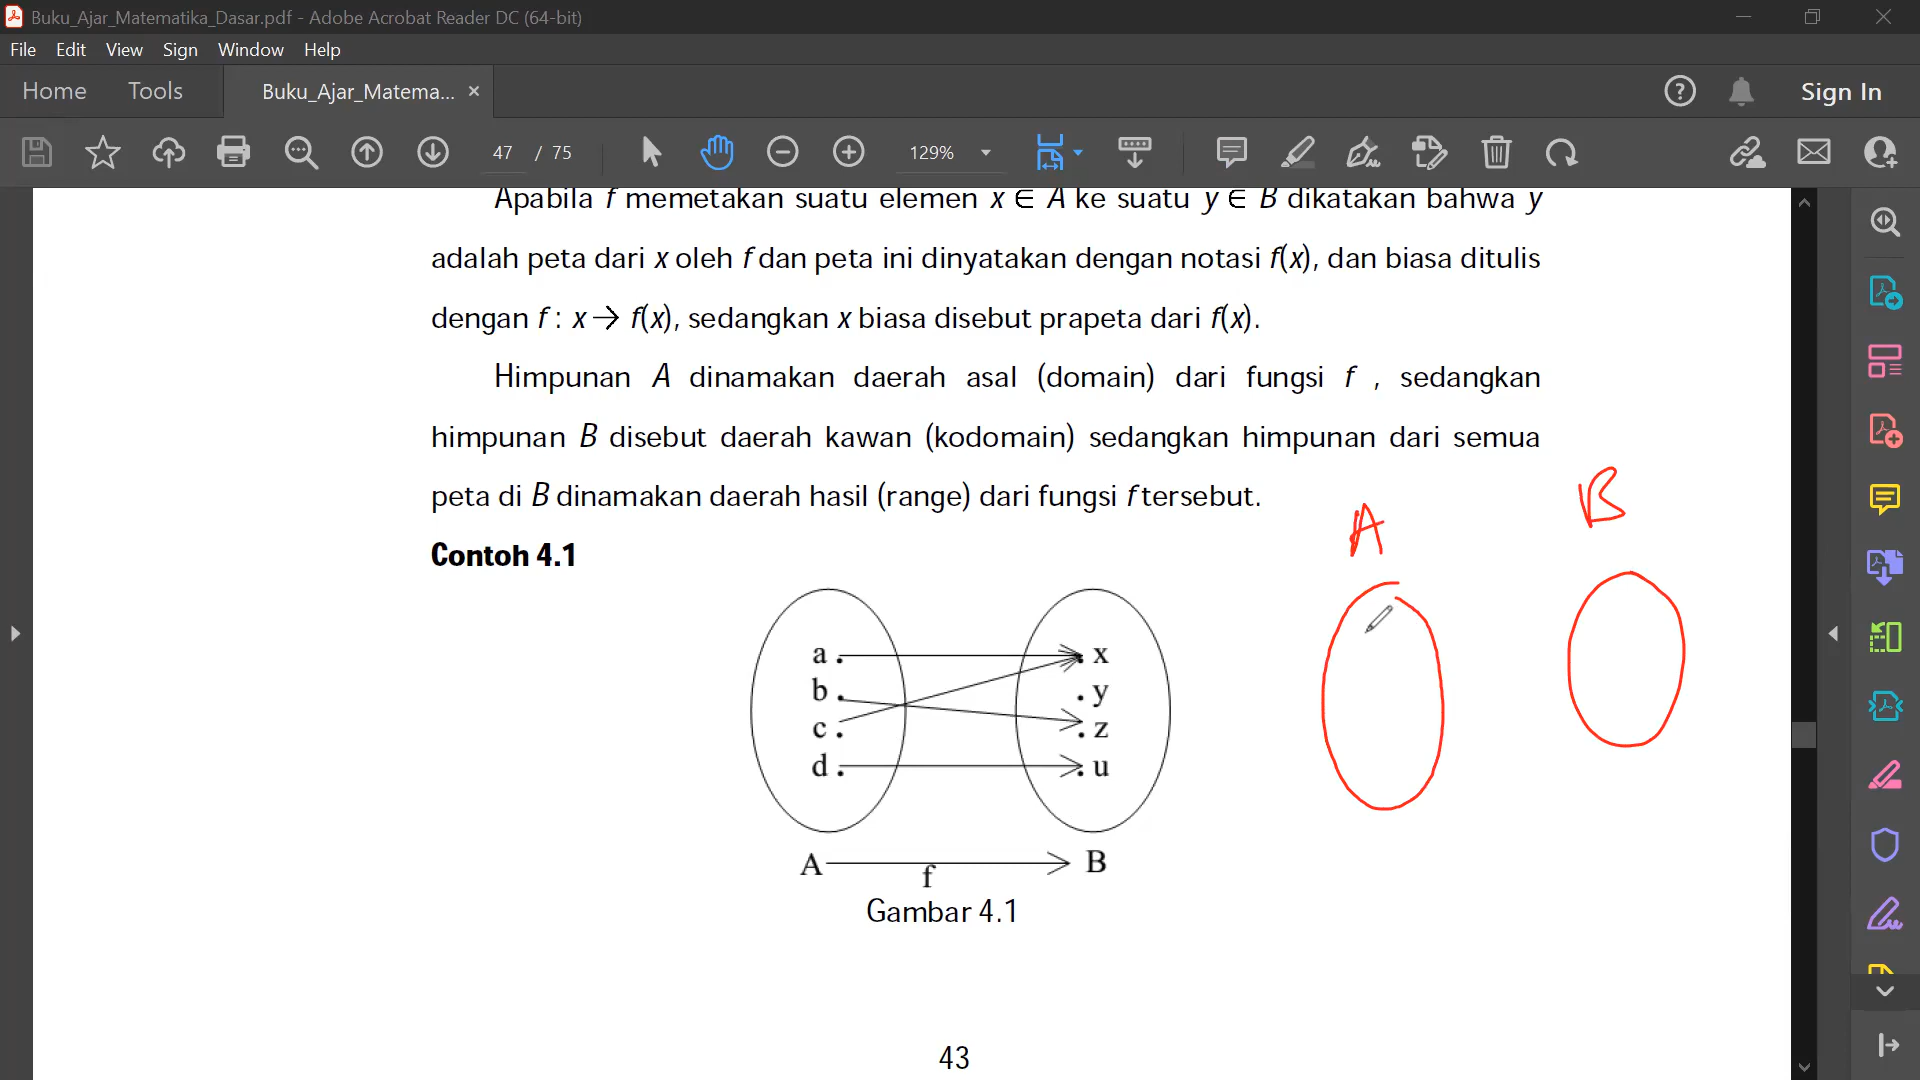 Buku_Ajar_Matematika_Dasar.pdf - Adobe Acrobat Reader DC (64-bit)
File Edit View Sign Window Help
Home Tools Buku_Ajar_Matema... × Sign In
47 / 75 129%
Apabila f memetakan suatu elemen x ∈ A ke suatu y ∈ B dikatakan bahwa y
adalah peta dari x oleh f dan peta ini dinyatakan dengan notasi f(x), dan biasa ditulis
dengan f : x → f(x), sedangkan x biasa disebut prapeta dari f(x).
Himpunan A dinamakan daerah asal (domain) dari fungsi f , sedangkan
himpunan B disebut daerah kawan (kodomain) sedangkan himpunan dari semua
peta di B dinamakan daerah hasil (range) dari fungsi f tersebut.
A B
Contoh 4.1
a . . x
b . . y
c . . z
d . . u
A f B
Gambar 4.1
43